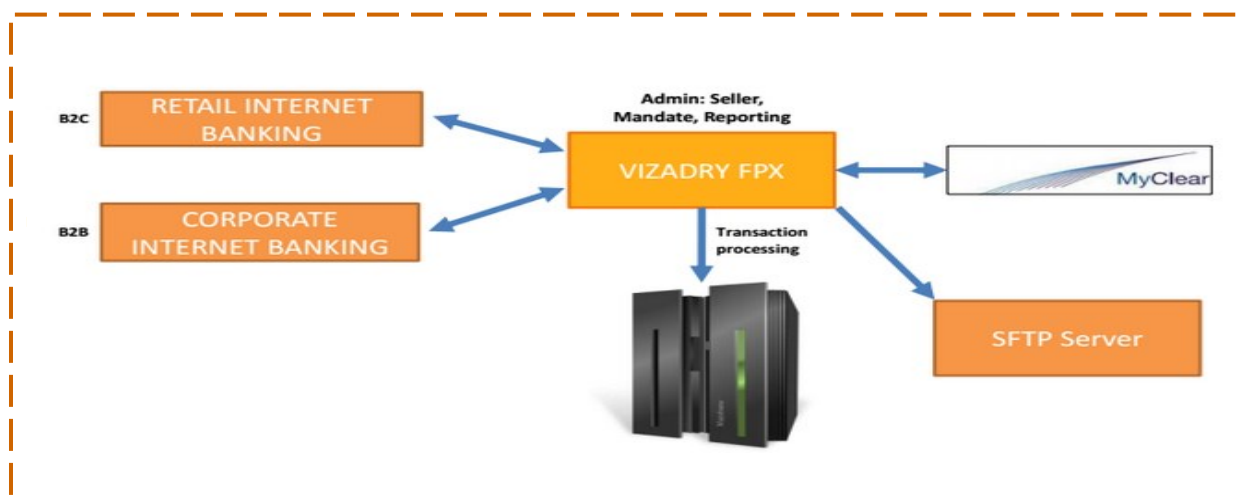 B2C
RETAIL INTERNET
BANKING
B2B
CORPORATE
INTERNET BANKING
Admin: Seller,
Mandate, Reporting
VIZADRY FPX
MyClear
Transaction
processing
SFTP Server